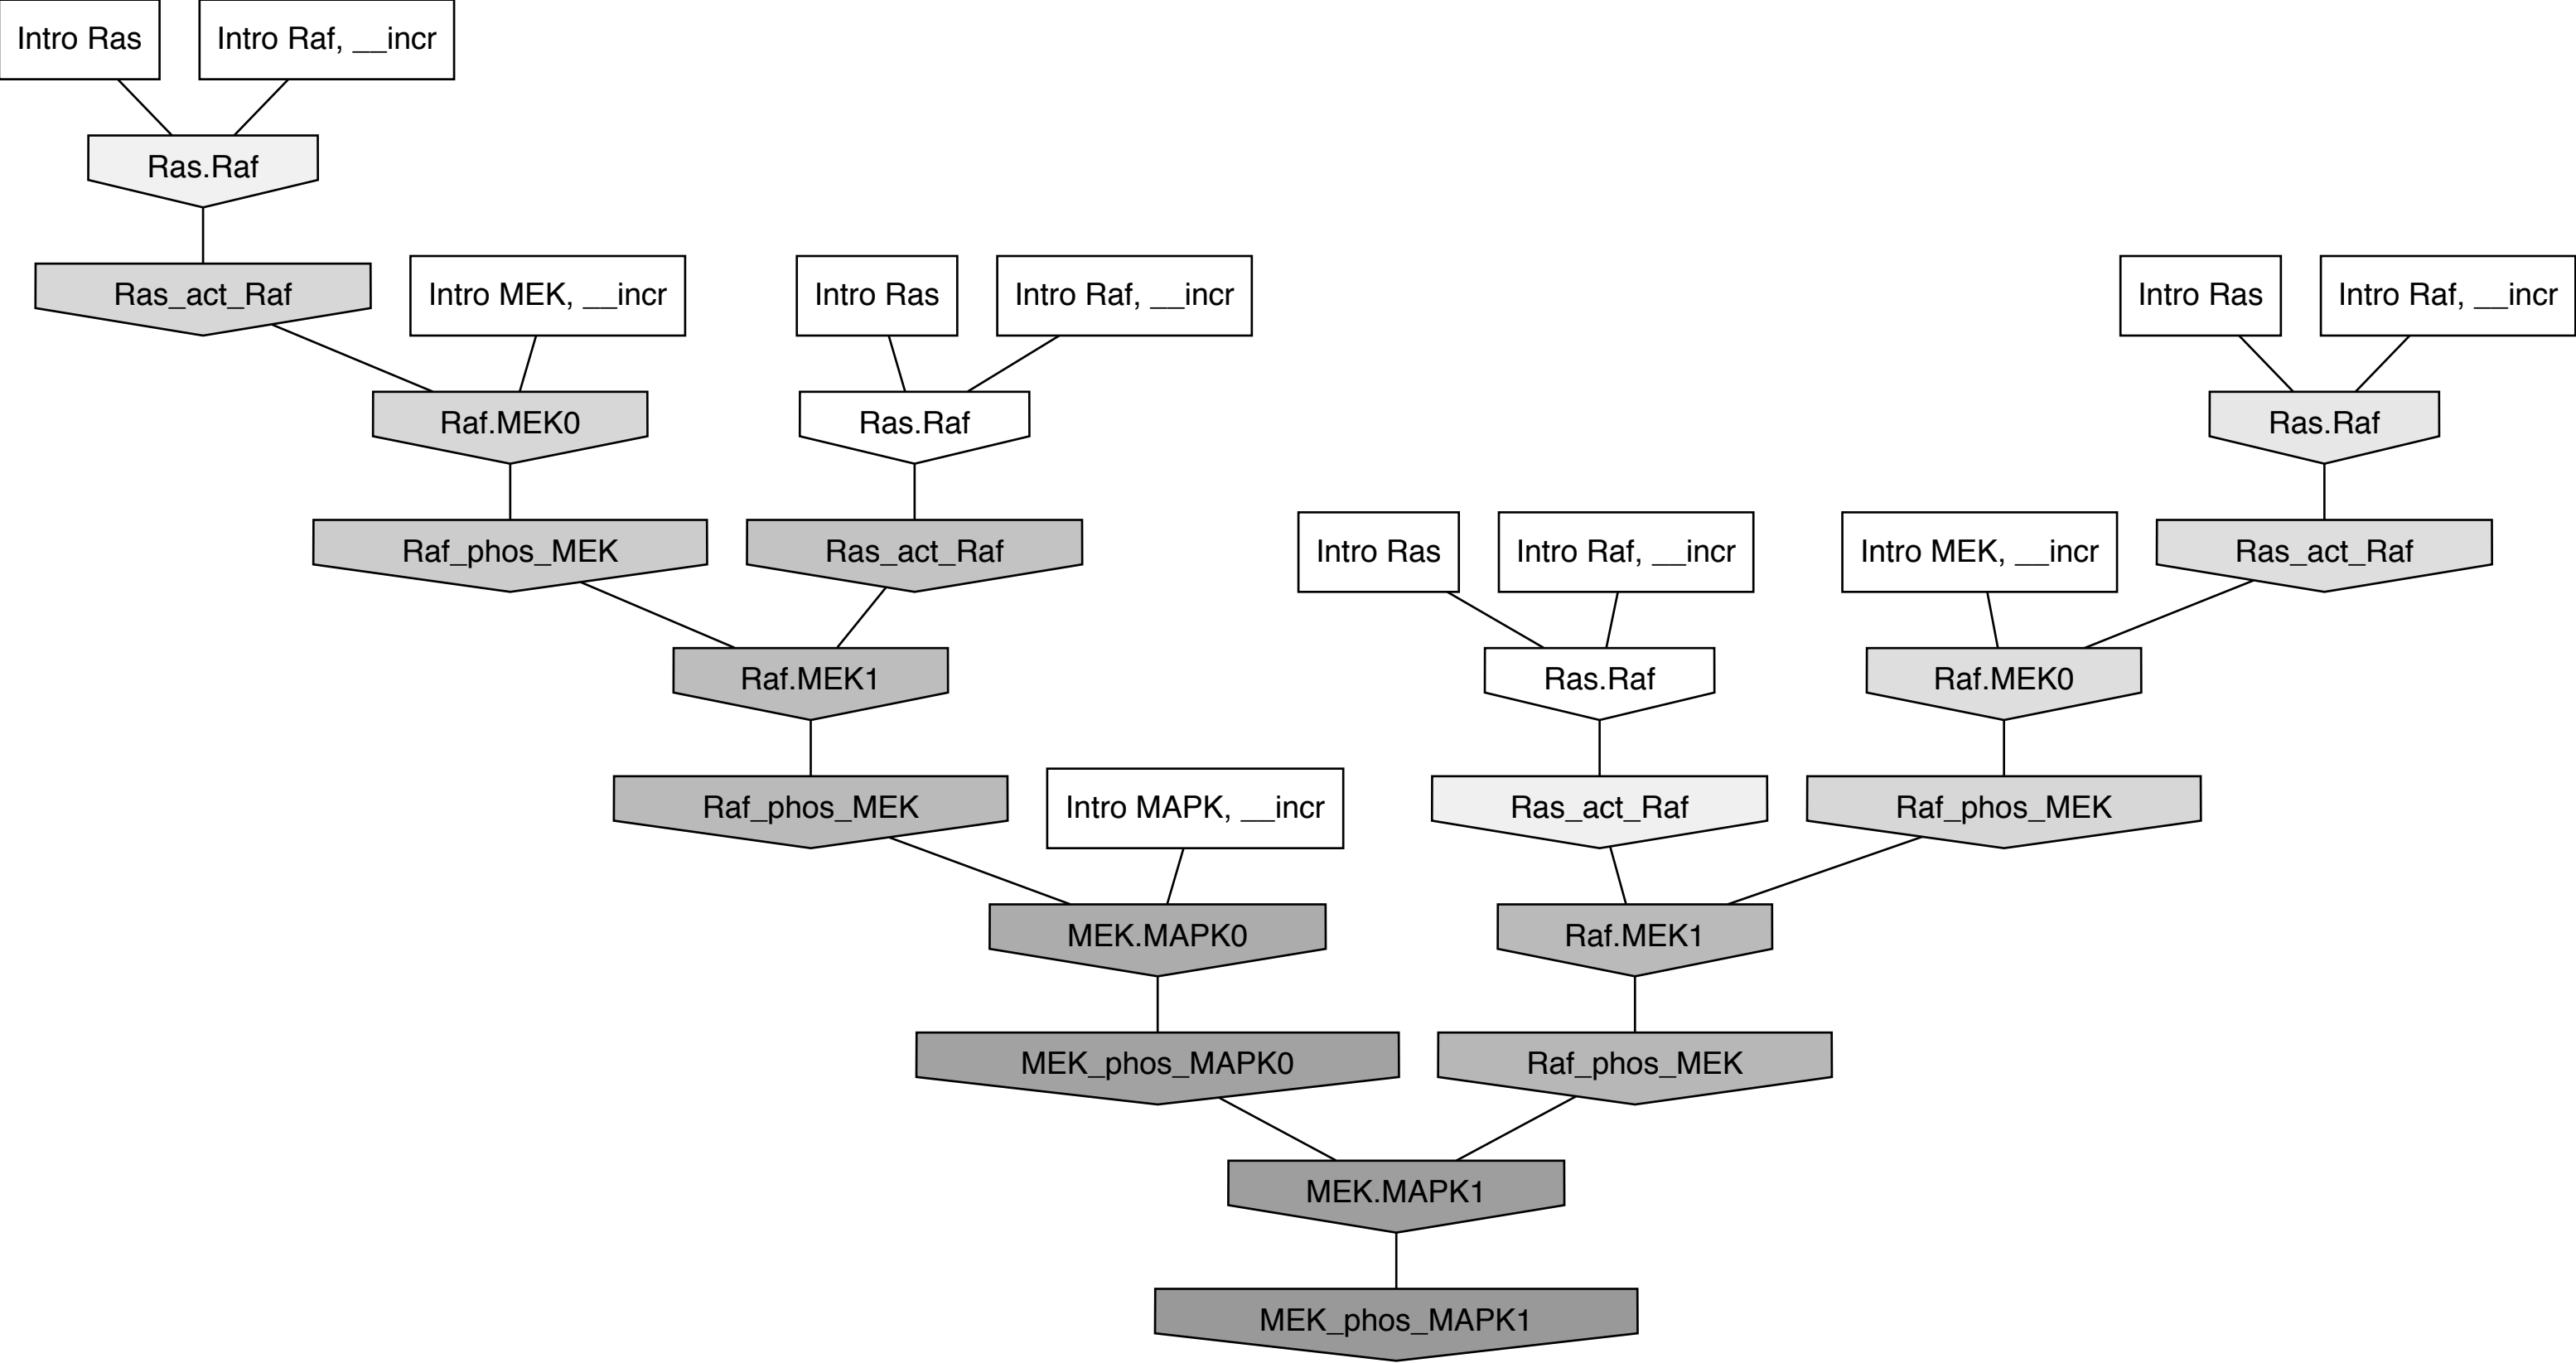 Intro Ras
Intro Raf, __incr
Ras.Raf
Ras_act_Raf
Intro MEK, __incr
Intro Ras
Intro Raf, __incr
Intro Ras
Intro Raf, __incr
Raf.MEK0
Ras.Raf
Ras.Raf
Raf_phos_MEK
Ras_act_Raf
Intro Ras
Intro Raf, __incr
Intro MEK, __incr
Ras_act_Raf
Raf.MEK1
Ras.Raf
Raf.MEK0
Raf_phos_MEK
Intro MAPK, __incr
Ras_act_Raf
Raf_phos_MEK
MEK.MAPK0
Raf.MEK1
MEK_phos_MAPK0
Raf_phos_MEK
MEK.MAPK1
MEK_phos_MAPK1